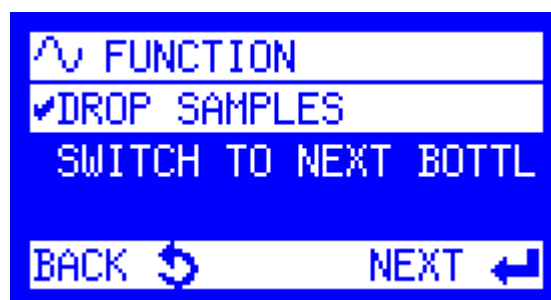 FUNCTION
DROP SAMPLES
SWITCH TO NEXT BOTTL
BACK NEXT